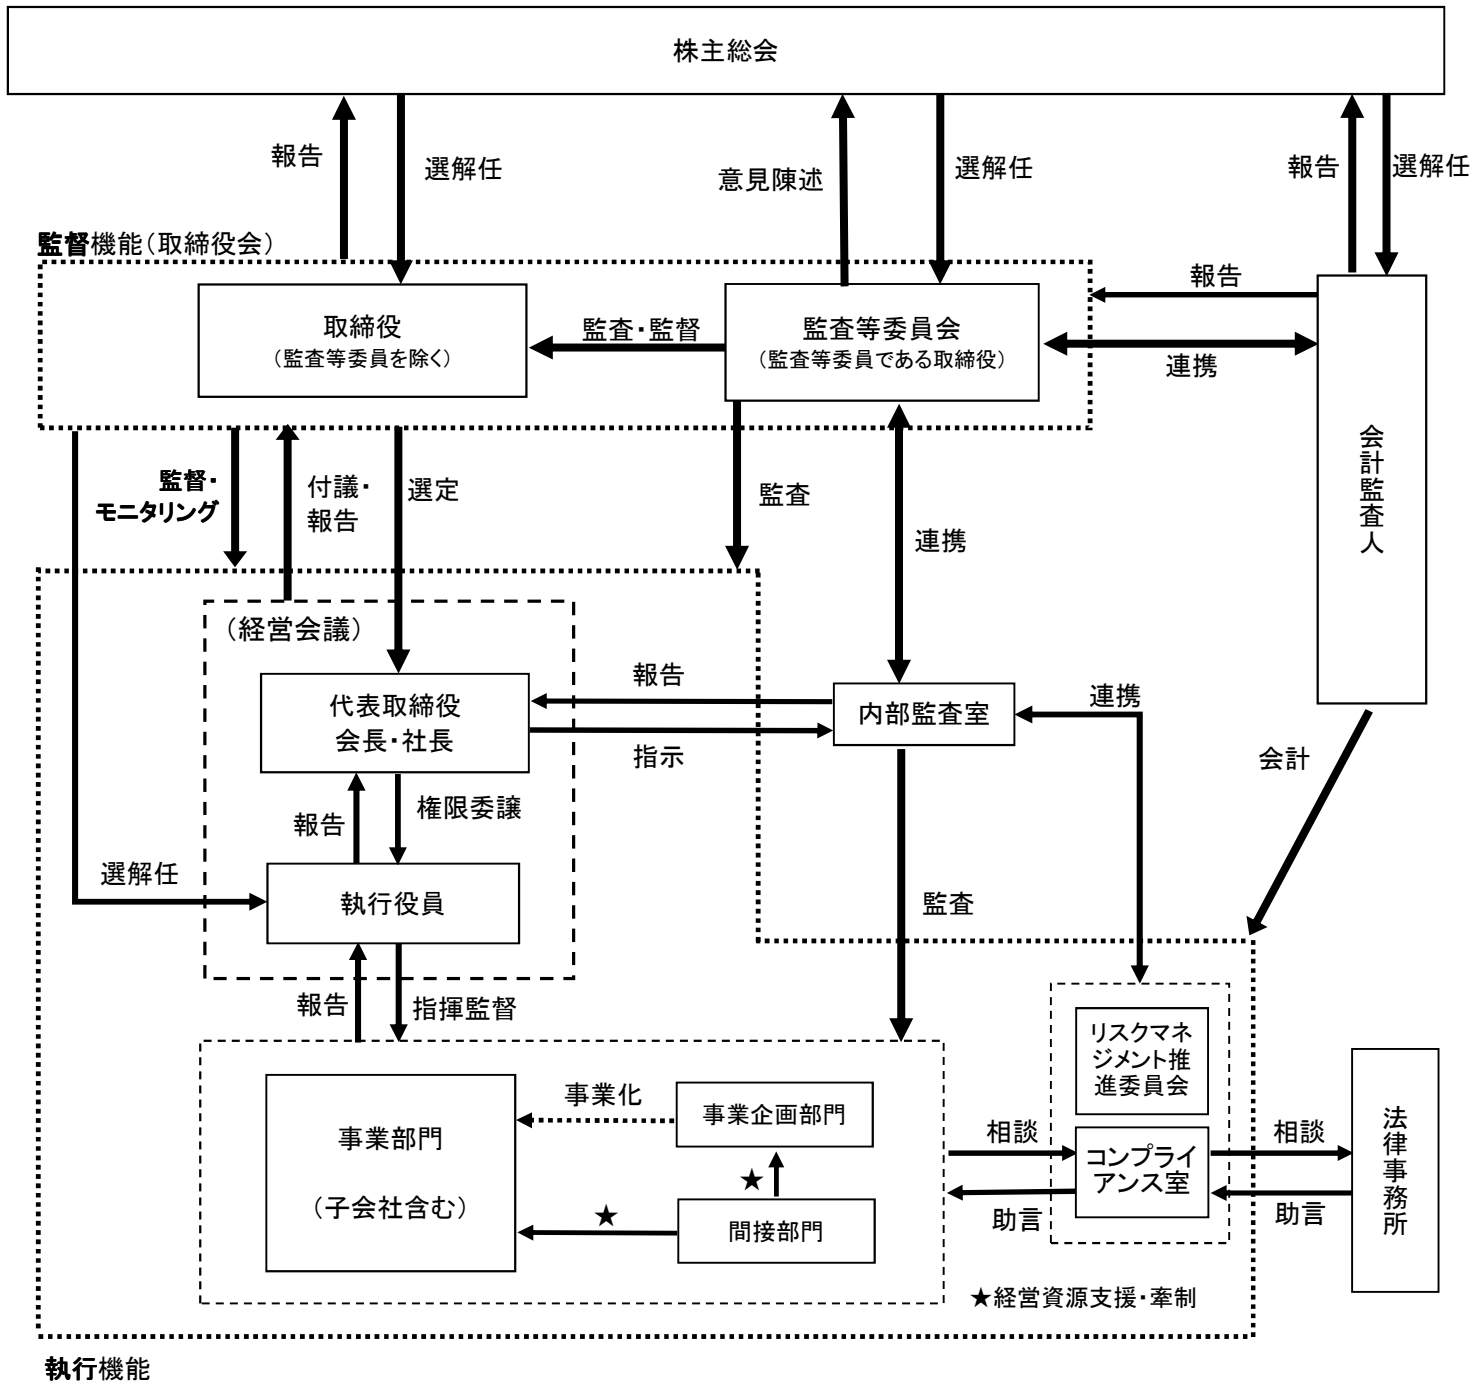 株主総会
報告
選解任
意見陳述
選解任
報告
選解任
監督機能（取締役会）
取締役
（監査等委員を除く）
監査・監督
監査等委員会
（監査等委員である取締役）
報告
連携
会計監査人
監督・
モニタリング
付議・
報告
選定
監査
連携
（経営会議）
代表取締役
会長・社長
報告
指示
内部監査室
連携
会計
報告
権限委譲
選解任
執行役員
監査
報告
指揮監督
事業部門
（子会社含む）
事業化
事業企画部門
★
★
間接部門
リスクマネ
ジメント推
進委員会
相談
コンプライ
アンス室
助言
相談
助言
法律事務所
★経営資源支援・牽制
執行機能